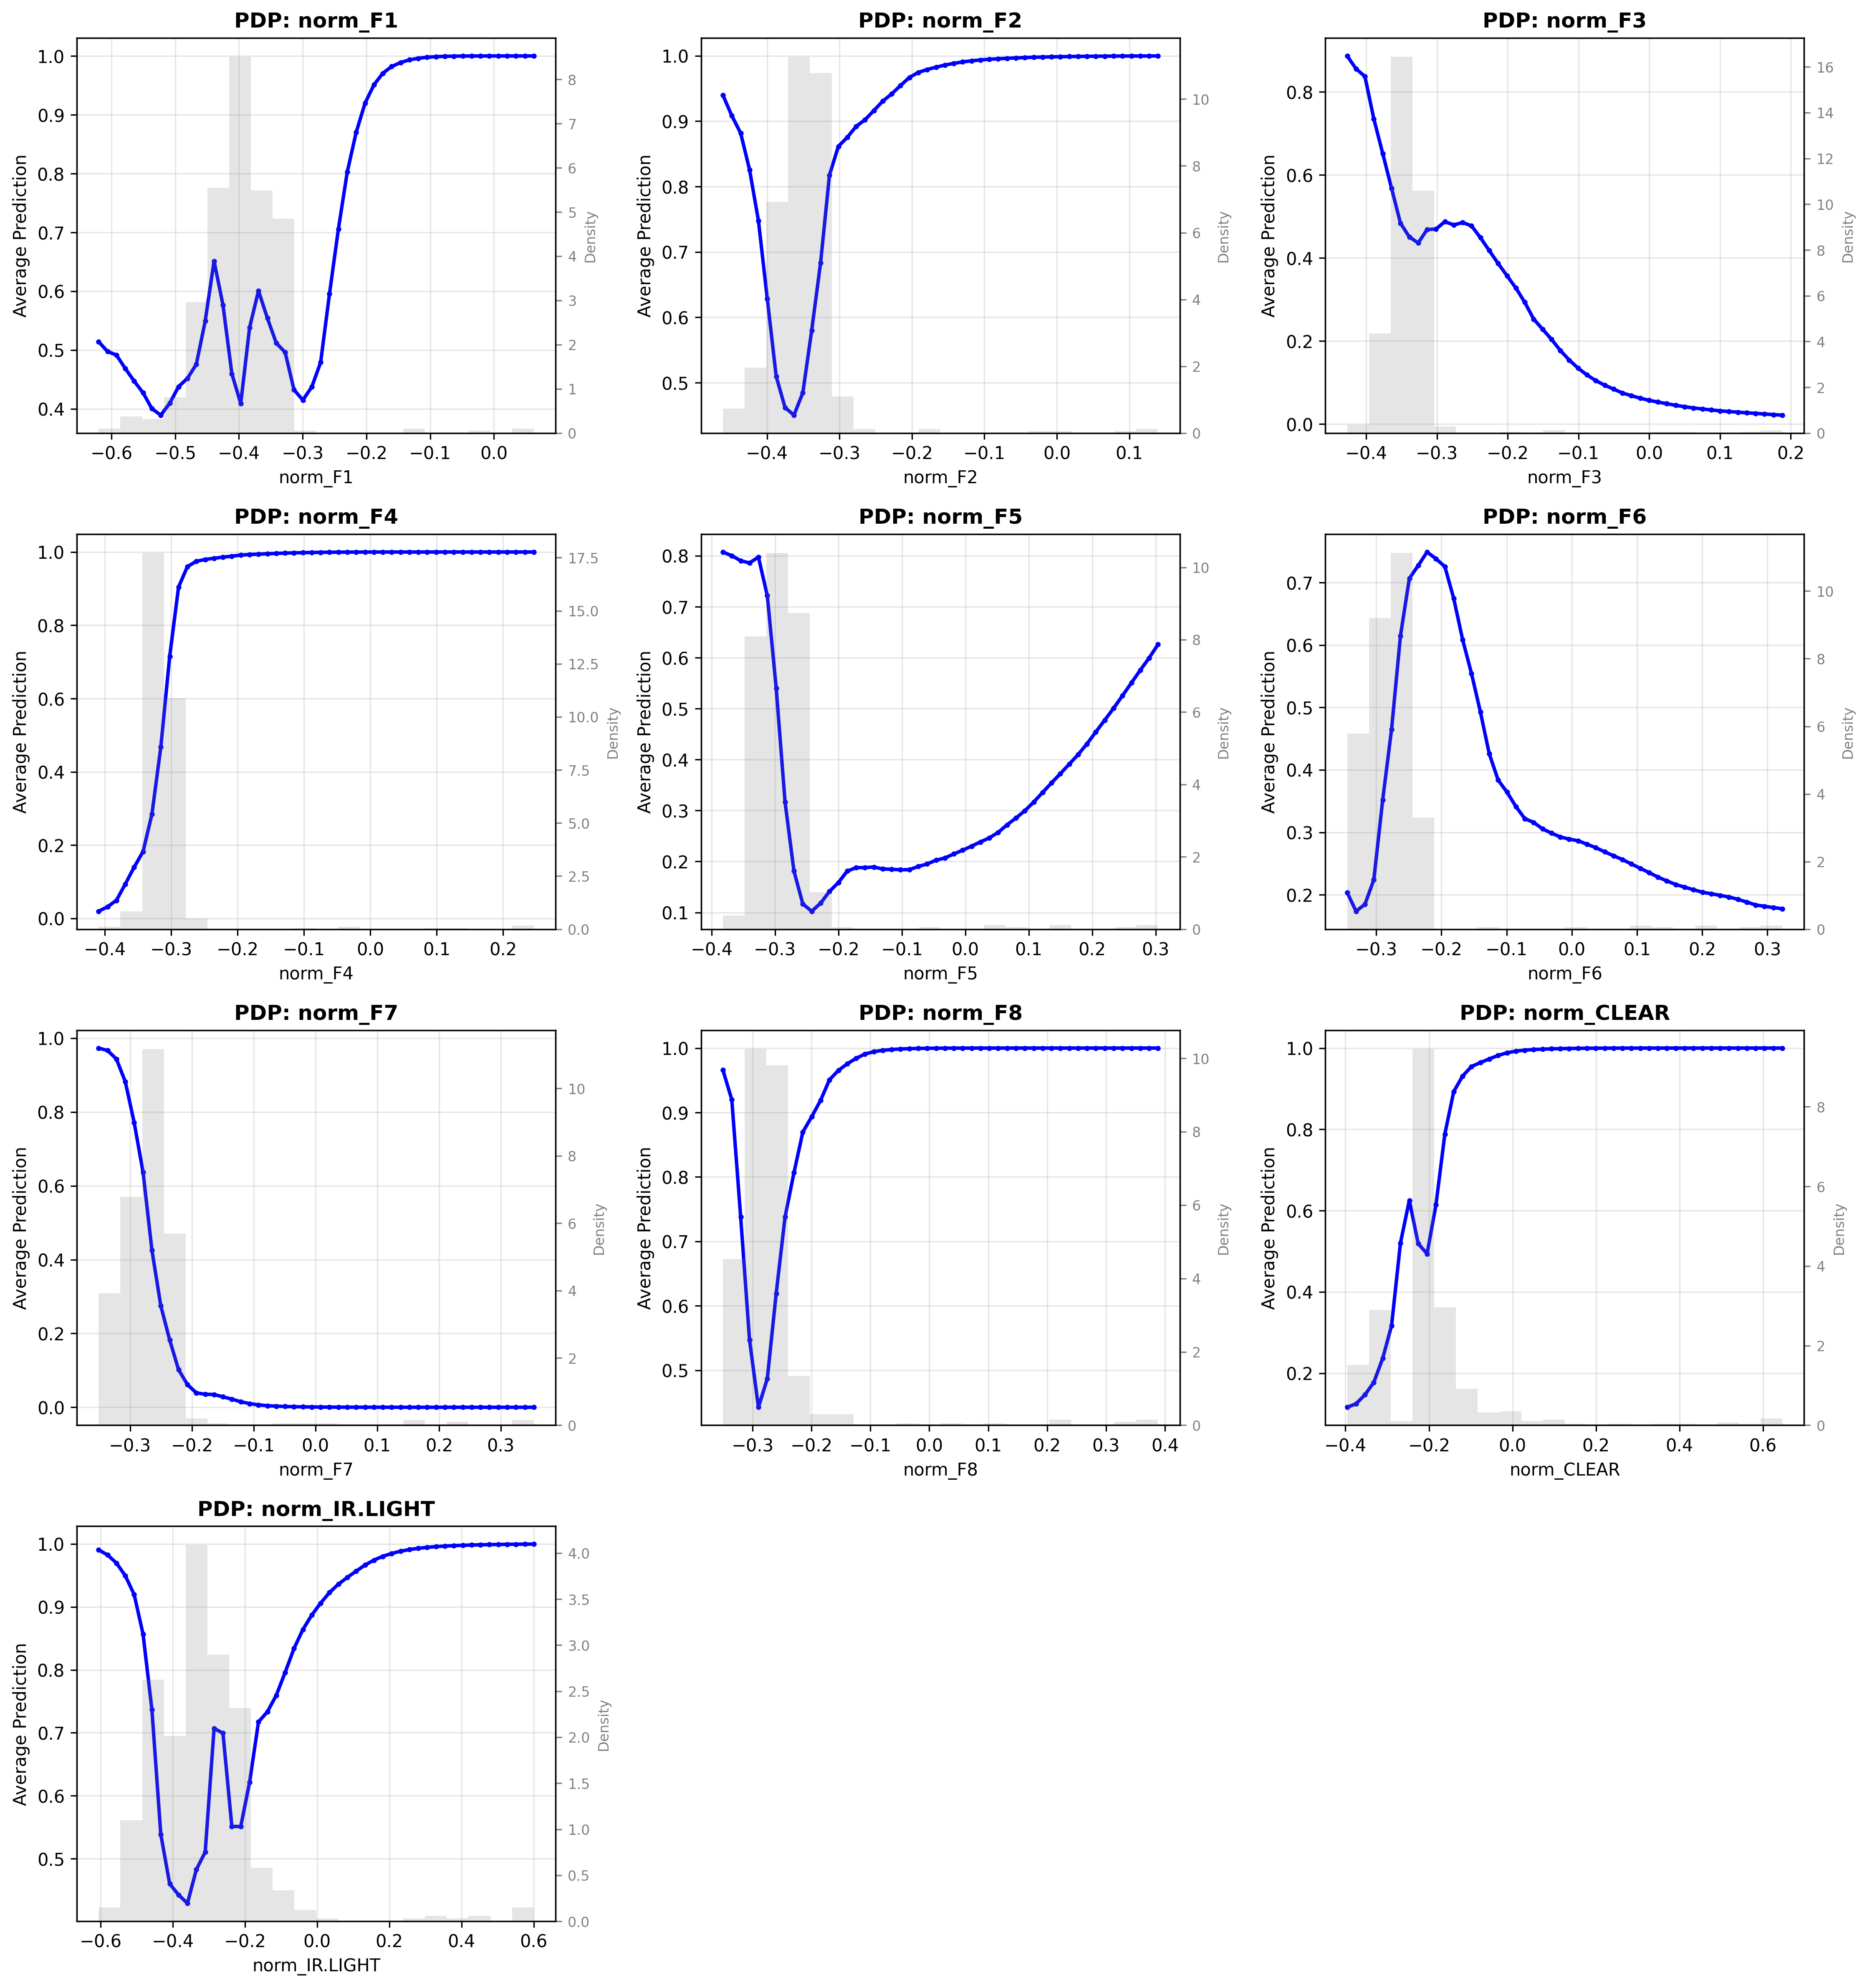 PDP: norm_F1
1.0
0.9
0.8
0.7
0.6
0.5
0.4
Average Prediction
8
7
6
5
4
3
2
1
0
Density
−0.6 −0.5 −0.4 −0.3 −0.2 −0.1 0.0
norm_F1
PDP: norm_F2
1.0
0.9
0.8
0.7
0.6
0.5
Average Prediction
10
8
6
4
2
0
Density
−0.4 −0.3 −0.2 −0.1 0.0 0.1
norm_F2
PDP: norm_F3
0.8
0.6
0.4
0.2
0.0
Average Prediction
16
14
12
10
8
6
4
2
0
Density
−0.4 −0.3 −0.2 −0.1 0.0 0.1 0.2
norm_F3
PDP: norm_F4
1.0
0.8
0.6
0.4
0.2
0.0
Average Prediction
17.5
15.0
12.5
10.0
7.5
5.0
2.5
0.0
Density
−0.4 −0.3 −0.2 −0.1 0.0 0.1 0.2
norm_F4
PDP: norm_F5
0.8
0.7
0.6
0.5
0.4
0.3
0.2
0.1
Average Prediction
10
8
6
4
2
0
Density
−0.4 −0.3 −0.2 −0.1 0.0 0.1 0.2 0.3
norm_F5
PDP: norm_F6
0.7
0.6
0.5
0.4
0.3
0.2
Average Prediction
10
8
6
4
2
0
Density
−0.3 −0.2 −0.1 0.0 0.1 0.2 0.3
norm_F6
PDP: norm_F7
1.0
0.8
0.6
0.4
0.2
0.0
Average Prediction
10
8
6
4
2
0
Density
−0.3 −0.2 −0.1 0.0 0.1 0.2 0.3
norm_F7
PDP: norm_F8
1.0
0.9
0.8
0.7
0.6
0.5
Average Prediction
10
8
6
4
2
0
Density
−0.3 −0.2 −0.1 0.0 0.1 0.2 0.3 0.4
norm_F8
PDP: norm_CLEAR
1.0
0.8
0.6
0.4
0.2
Average Prediction
8
6
4
2
0
Density
−0.4 −0.2 0.0 0.2 0.4 0.6
norm_CLEAR
PDP: norm_IR.LIGHT
1.0
0.9
0.8
0.7
0.6
0.5
Average Prediction
4.0
3.5
3.0
2.5
2.0
1.5
1.0
0.5
0.0
Density
−0.6 −0.4 −0.2 0.0 0.2 0.4 0.6
norm_IR.LIGHT